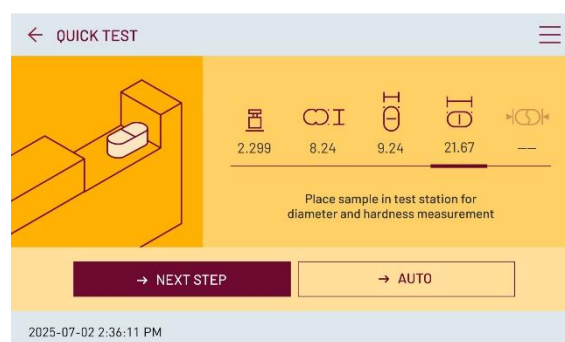 ← QUICK TEST
2.299 8.24 9.24 21.67 ––
Place sample in test station for
diameter and hardness measurement
→ NEXT STEP → AUTO
2025-07-02 2:36:11 PM